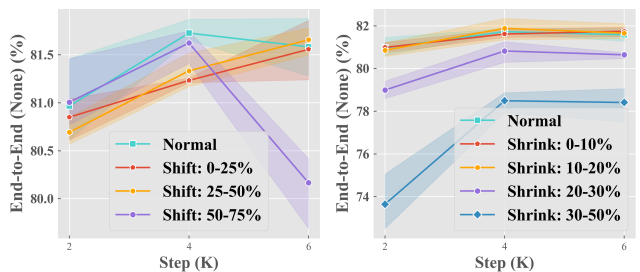 End-to-End (None) (%)
81.5
81.0
80.5
80.0
2
4
6
Step (K)
Normal
Shift: 0-25%
Shift: 25-50%
Shift: 50-75%
End-to-End (None) (%)
82
80
78
76
74
2
4
6
Step (K)
Normal
Shrink: 0-10%
Shrink: 10-20%
Shrink: 20-30%
Shrink: 30-50%